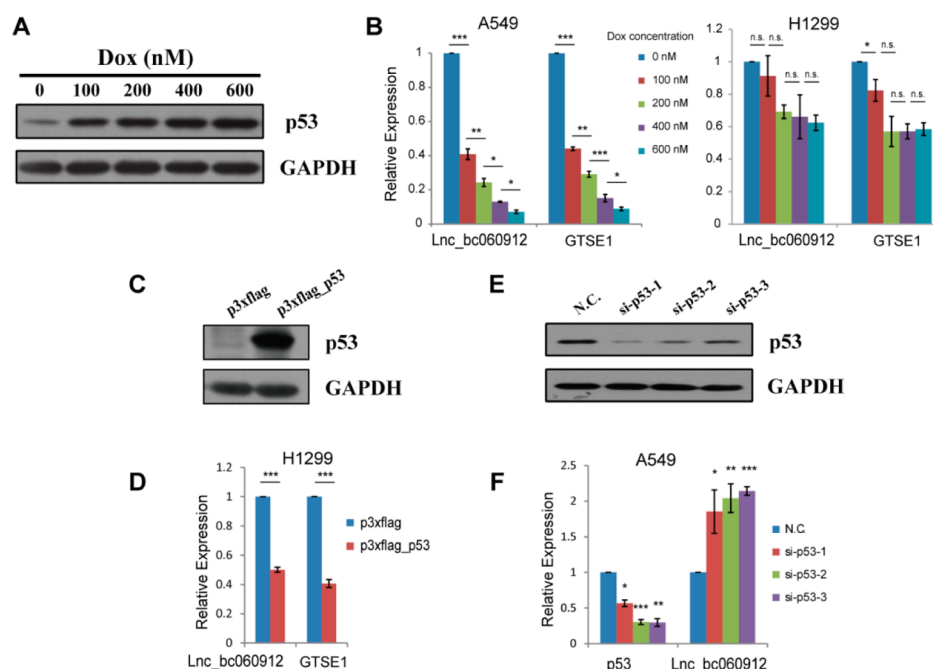 A
Dox (nM)
0 100 200 400 600
p53
GAPDH
B
A549
Relative Expression
1
0.8
0.6
0.4
0.2
0
*** ** * *
*** ** *** *
Lnc_bc060912 GTSE1
Dox concentration
0 nM
100 nM
200 nM
400 nM
600 nM
H1299
1.2
1
0.8
0.6
0.4
0.2
0
n.s. n.s. n.s. n.s.
* n.s. n.s. n.s.
Lnc_bc060912 GTSE1
C
p3xflag p3xflag_p53
p53
GAPDH
E
N.C. si-p53-1 si-p53-2 si-p53-3
p53
GAPDH
D
H1299
Relative Expression
1.2
1
0.8
0.6
0.4
0.2
0
*** ***
Lnc_bc060912 GTSE1
p3xflag
p3xflag_p53
F
A549
Relative Expression
2.5
2
1.5
1
0.5
0
* *** **
* ** ***
p53 Lnc_bc060912
N.C.
si-p53-1
si-p53-2
si-p53-3